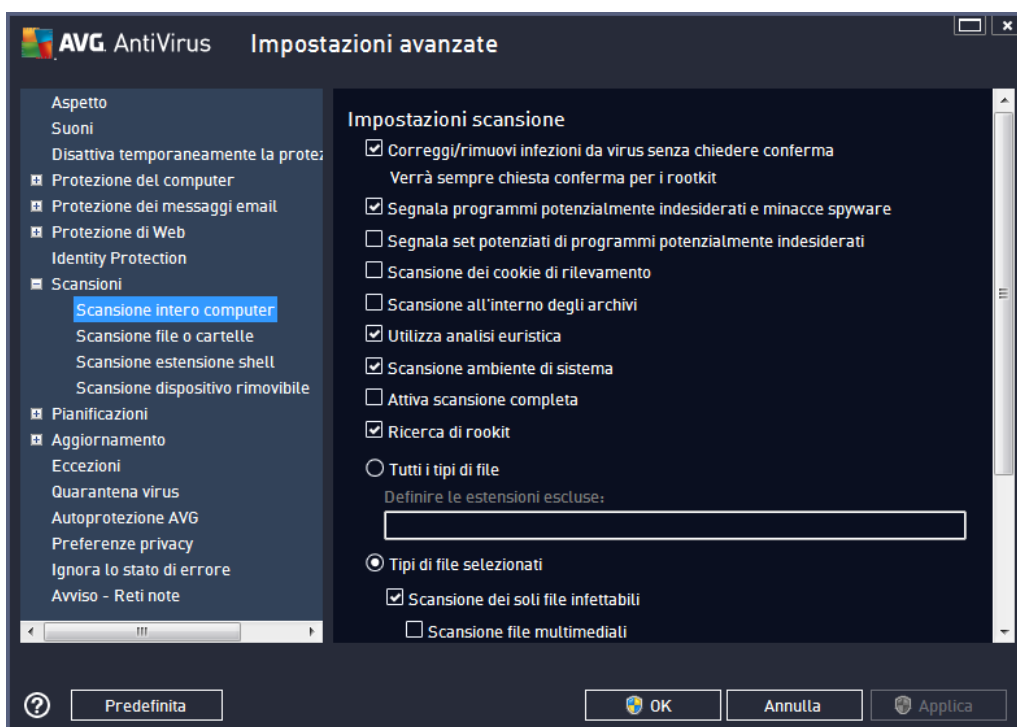 AVG. AntiVirus Impostazioni avanzate
Aspetto
Suoni
Disattiva temporaneamente la
Protezione del computer
Protezione dei messaggi email
Protezione di Web
Identity Protection
Scansioni
Scansione intero computer
Scansione file o cartelle
Scansione estensione shell
Scansione dispositivo rimovibile
Pianificazioni
Aggiornamento
Eccezioni
Quarantena virus
Autoprotezione AVG
Preferenze privacy
Ignora lo stato di errore
Avviso - Reti note
Impostazioni scansione
Correggi/rimuovi infezioni da virus senza chiedere conferma
Verrà sempre chiesta conferma per i rootkit
Segnala programmi potenzialmente indesiderati e minacce spyware
Segnala set potenziati di programmi potenzialmente indesiderati
Scansione dei cookie di rilevamento
Scansione all'interno degli archivi
Utilizza analisi euristica
Scansione ambiente di sistema
Attiva scansione completa
Ricerca di rookit
Tutti i tipi di file
Definire le estensioni escluse:
Tipi di file selezionati
Scansione dei soli file infettabili
Scansione file multimediali
Predefinita
OK
Annulla
Applica